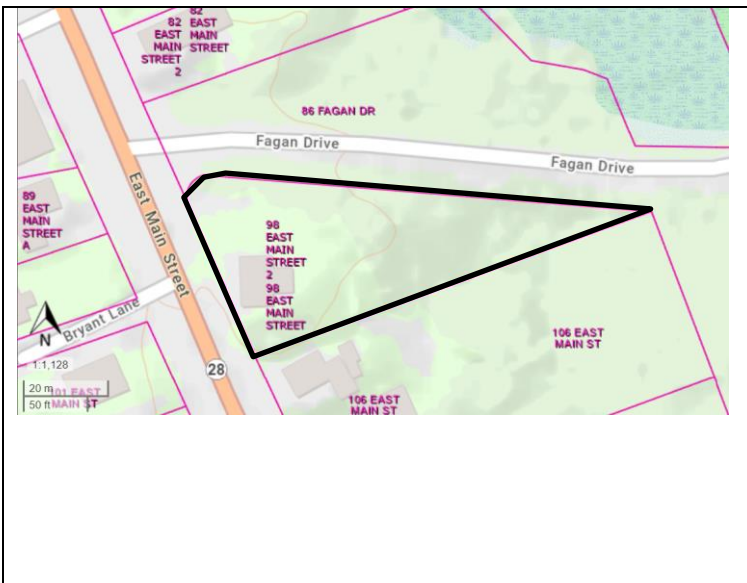 82
EAST
MAIN
STREET
2
82
EAST
MAIN
STREET
86 FAGAN DR
Fagan Drive
Fagan Drive
East Main Street
89
EAST
MAIN
STREET
A
98
EAST
MAIN
STREET
2
98
EAST
MAIN
STREET
Bryant Lane
N
1:1,128
20 m
50 ft
101 EAST
MAIN ST
28
106 EAST
MAIN ST
106 EAST
MAIN ST